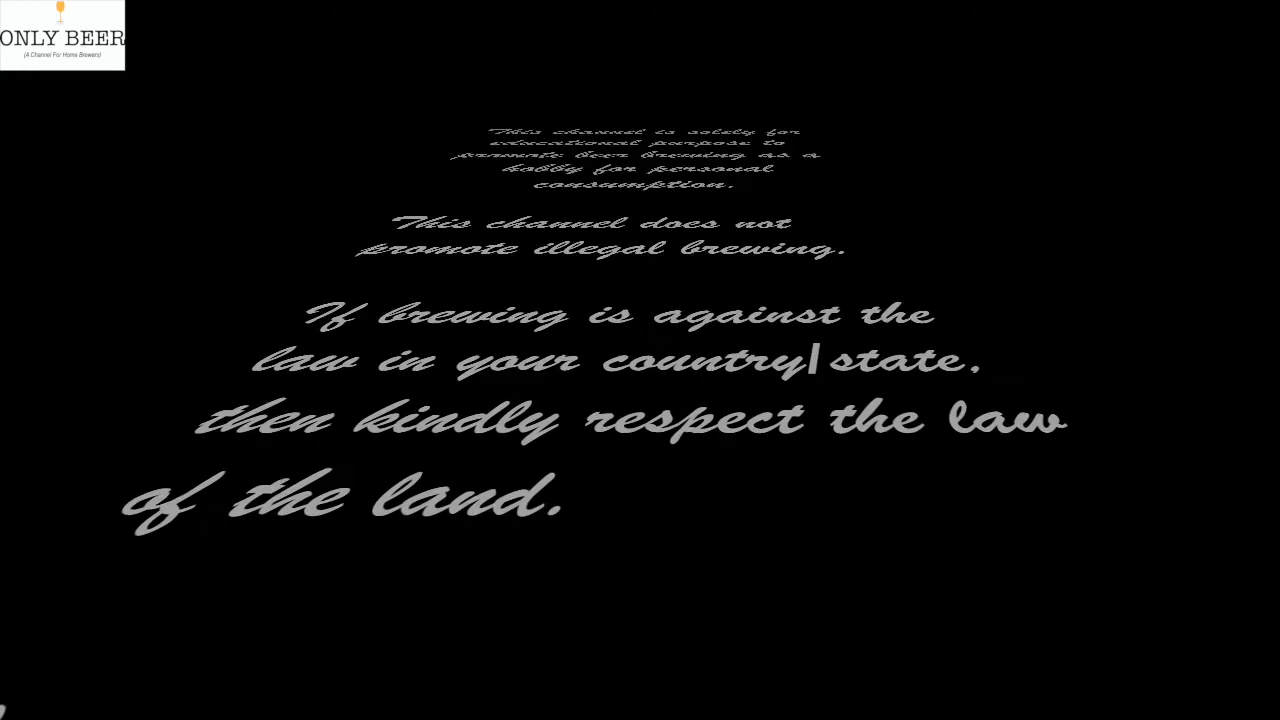 ONLY BEER
(A Channel For Home Brewers)
This channel is solely for
educational purpose to
promote beer brewing as a
hobby for personal
consumption.
This channel does not
promote illegal brewing.
If brewing is against the
law in your country/state,
then kindly respect the law
of the land.